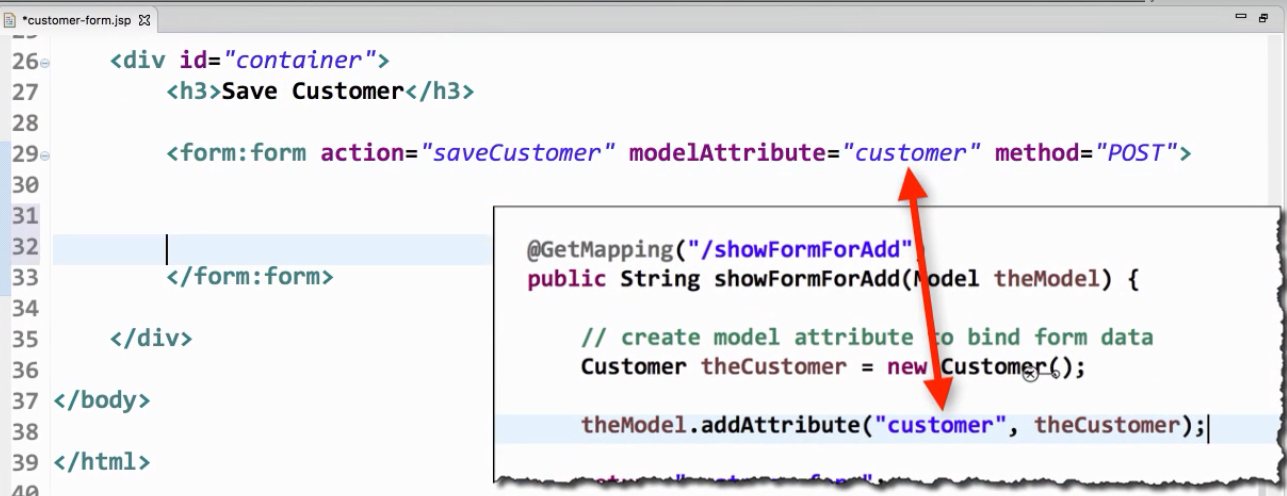 *customer-form.jsp
26 <div id="container">
27 <h3>Save Customer</h3>
28
29 <form:form action="saveCustomer" modelAttribute="customer" method="POST">
30
31
32
33 </form:form>
34
35 </div>
36
37 </body>
38
39 </html>
@GetMapping("/showFormForAdd")
public String showFormForAdd(Model theModel) {
// create model attribute to bind form data
Customer theCustomer = new Customer();
theModel.addAttribute("customer", theCustomer);